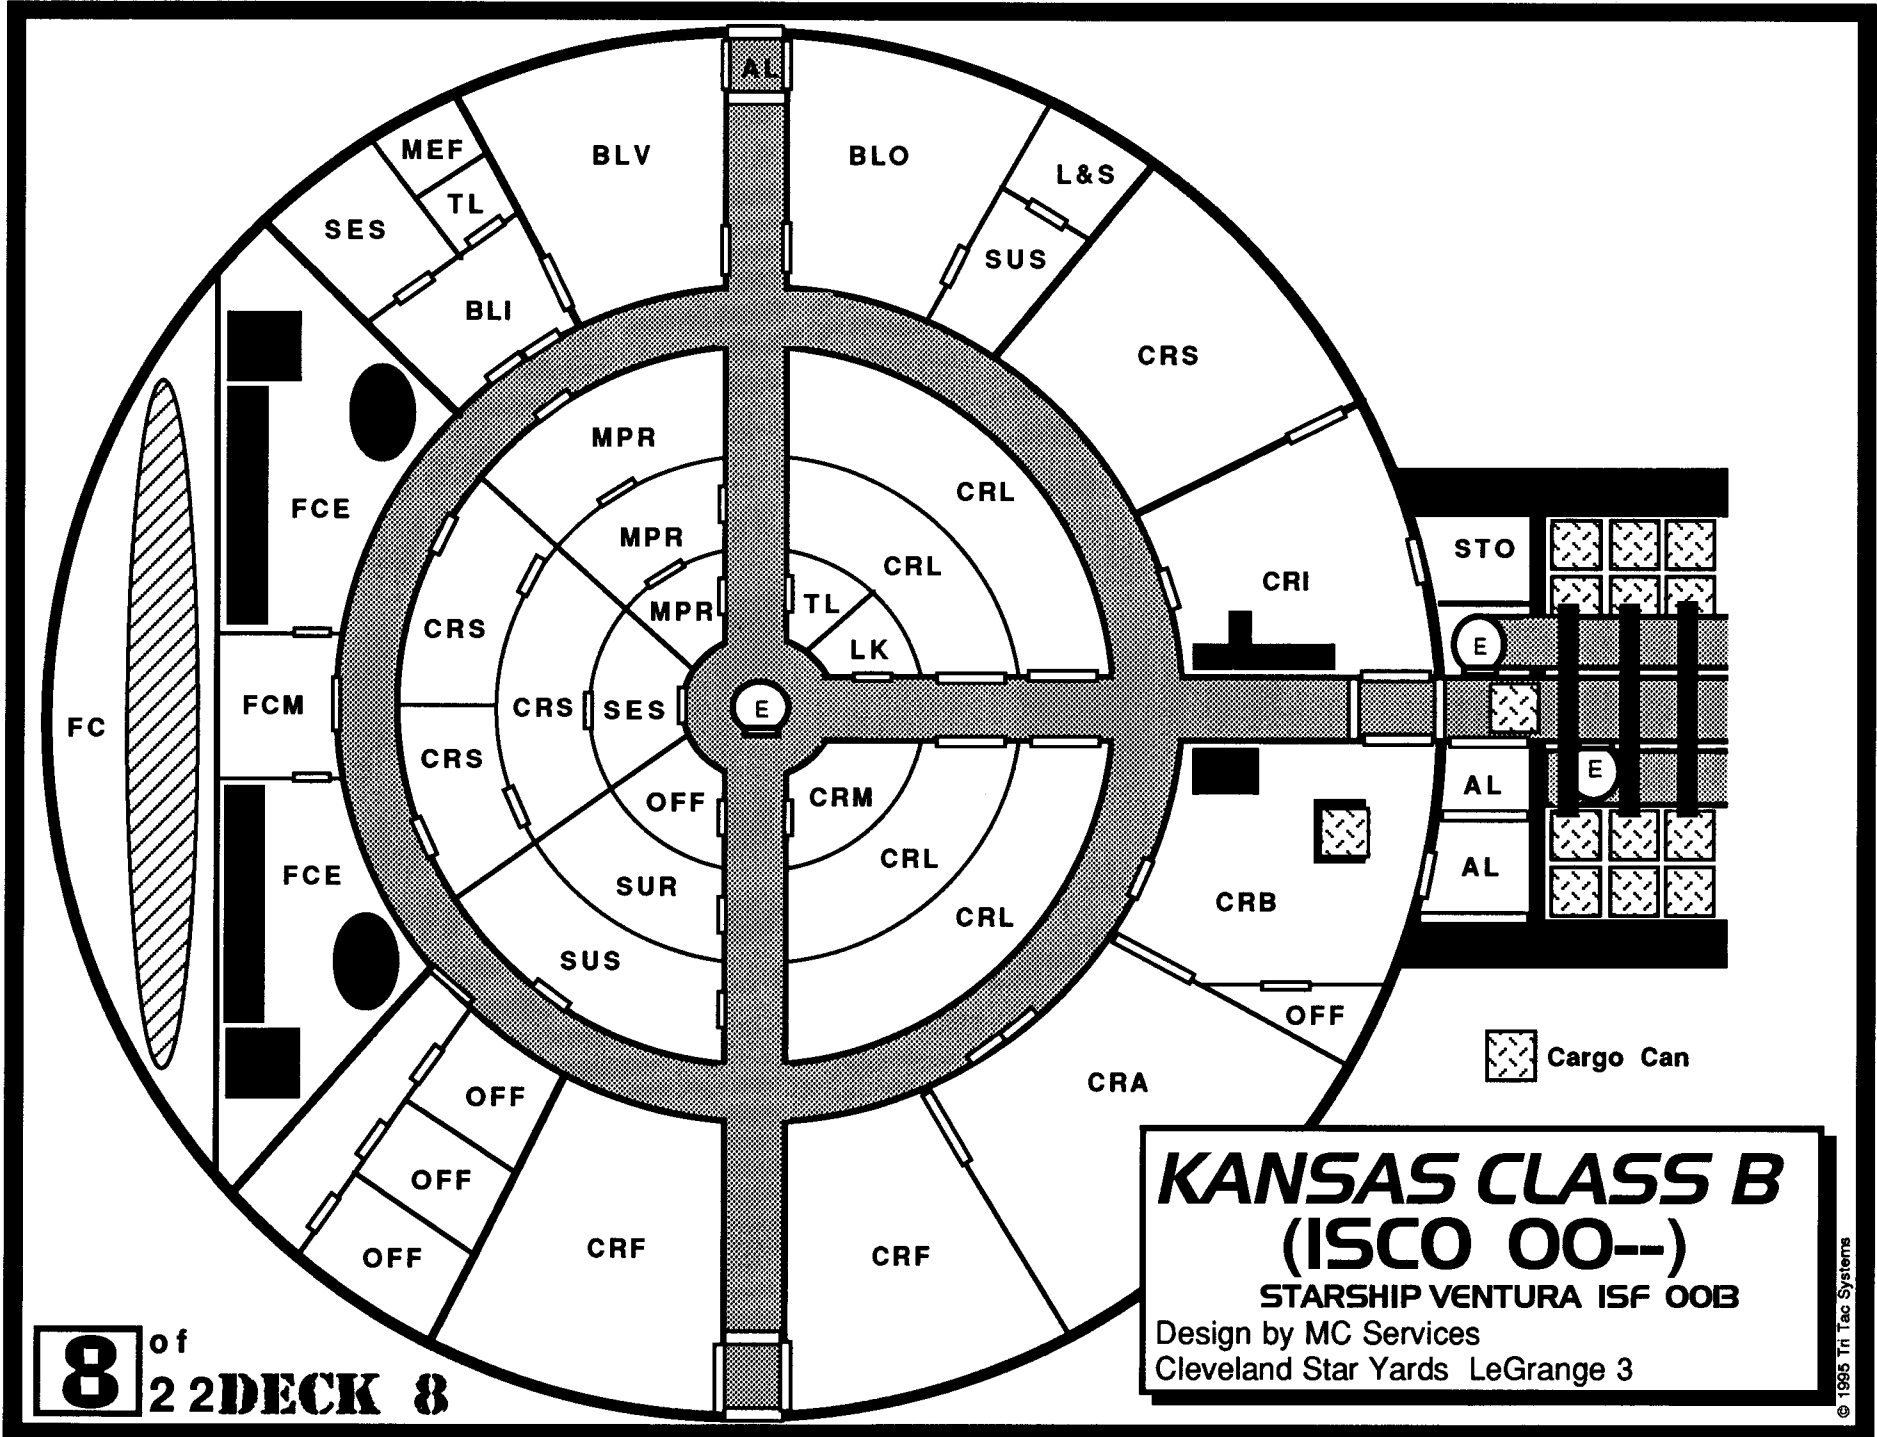 AL
MEF
BLV
BLO
L&S
TL
SES
SUS
BLI
CRS
MPR
CRL
FCE
MPR
CRL
STO
CRI
MPR
TL
CRS
LK
E
FC
FCM
CRS
SES
E
CRS
E
OFF
CRM
AL
FCE
SUR
CRL
AL
CRB
SUS
CRL
OFF
Cargo Can
OFF
CRA
OFF
OFF
CRF
CRF
KANSAS CLASS B
(ISCO 00--)
STARSHIP VENTURA ISF 0013
Design by MC Services
Cleveland Star Yards LeGrange 3
© 1995 Tri Tac Systems
8 of
22 DECK 8